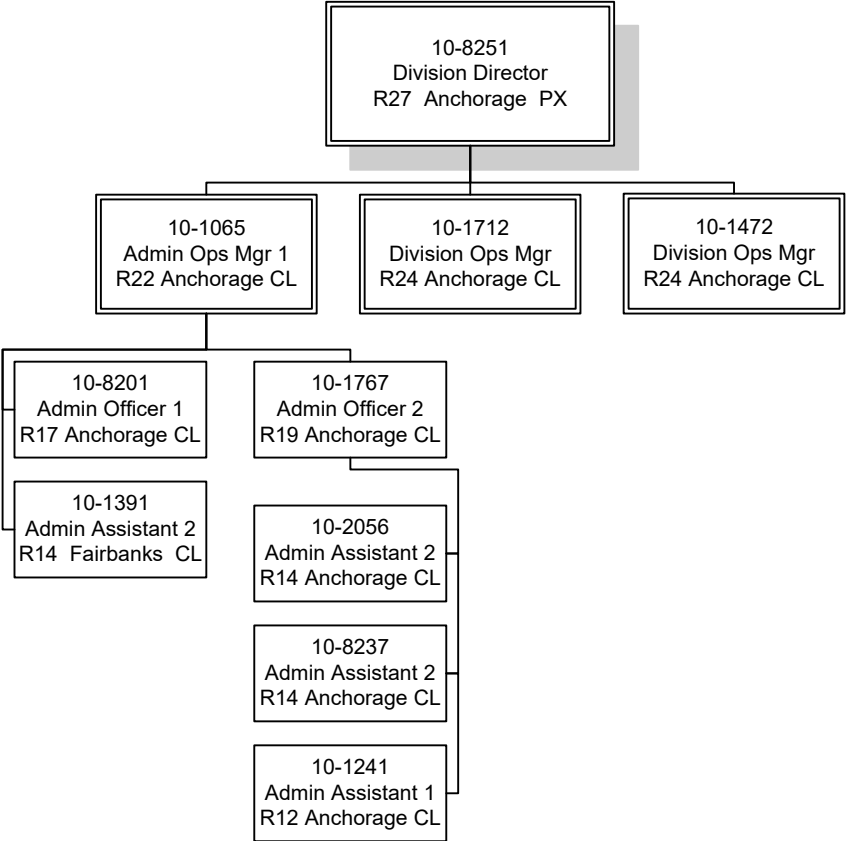 10-8251
Division Director
R27 Anchorage PX
10-1065
Admin Ops Mgr 1
R22 Anchorage CL
10-1712
Division Ops Mgr
R24 Anchorage CL
10-1472
Division Ops Mgr
R24 Anchorage CL
10-8201
Admin Officer 1
R17 Anchorage CL
10-1767
Admin Officer 2
R19 Anchorage CL
10-1391
Admin Assistant 2
R14 Fairbanks CL
10-2056
Admin Assistant 2
R14 Anchorage CL
10-8237
Admin Assistant 2
R14 Anchorage CL
10-1241
Admin Assistant 1
R12 Anchorage CL